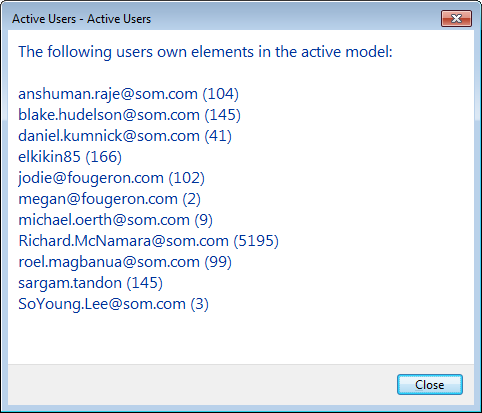 Active Users - Active Users
The following users own elements in the active model:
anshuman.raje@som.com (104)
blake.hudelson@som.com (145)
daniel.kumnick@som.com (41)
elkikin85 (166)
jodie@fougeron.com (102)
megan@fougeron.com (2)
michael.oerth@som.com (9)
Richard.McNamara@som.com (5195)
roel.magbanua@som.com (99)
sargam.tandon (145)
SoYoung.Lee@som.com (3)
Close